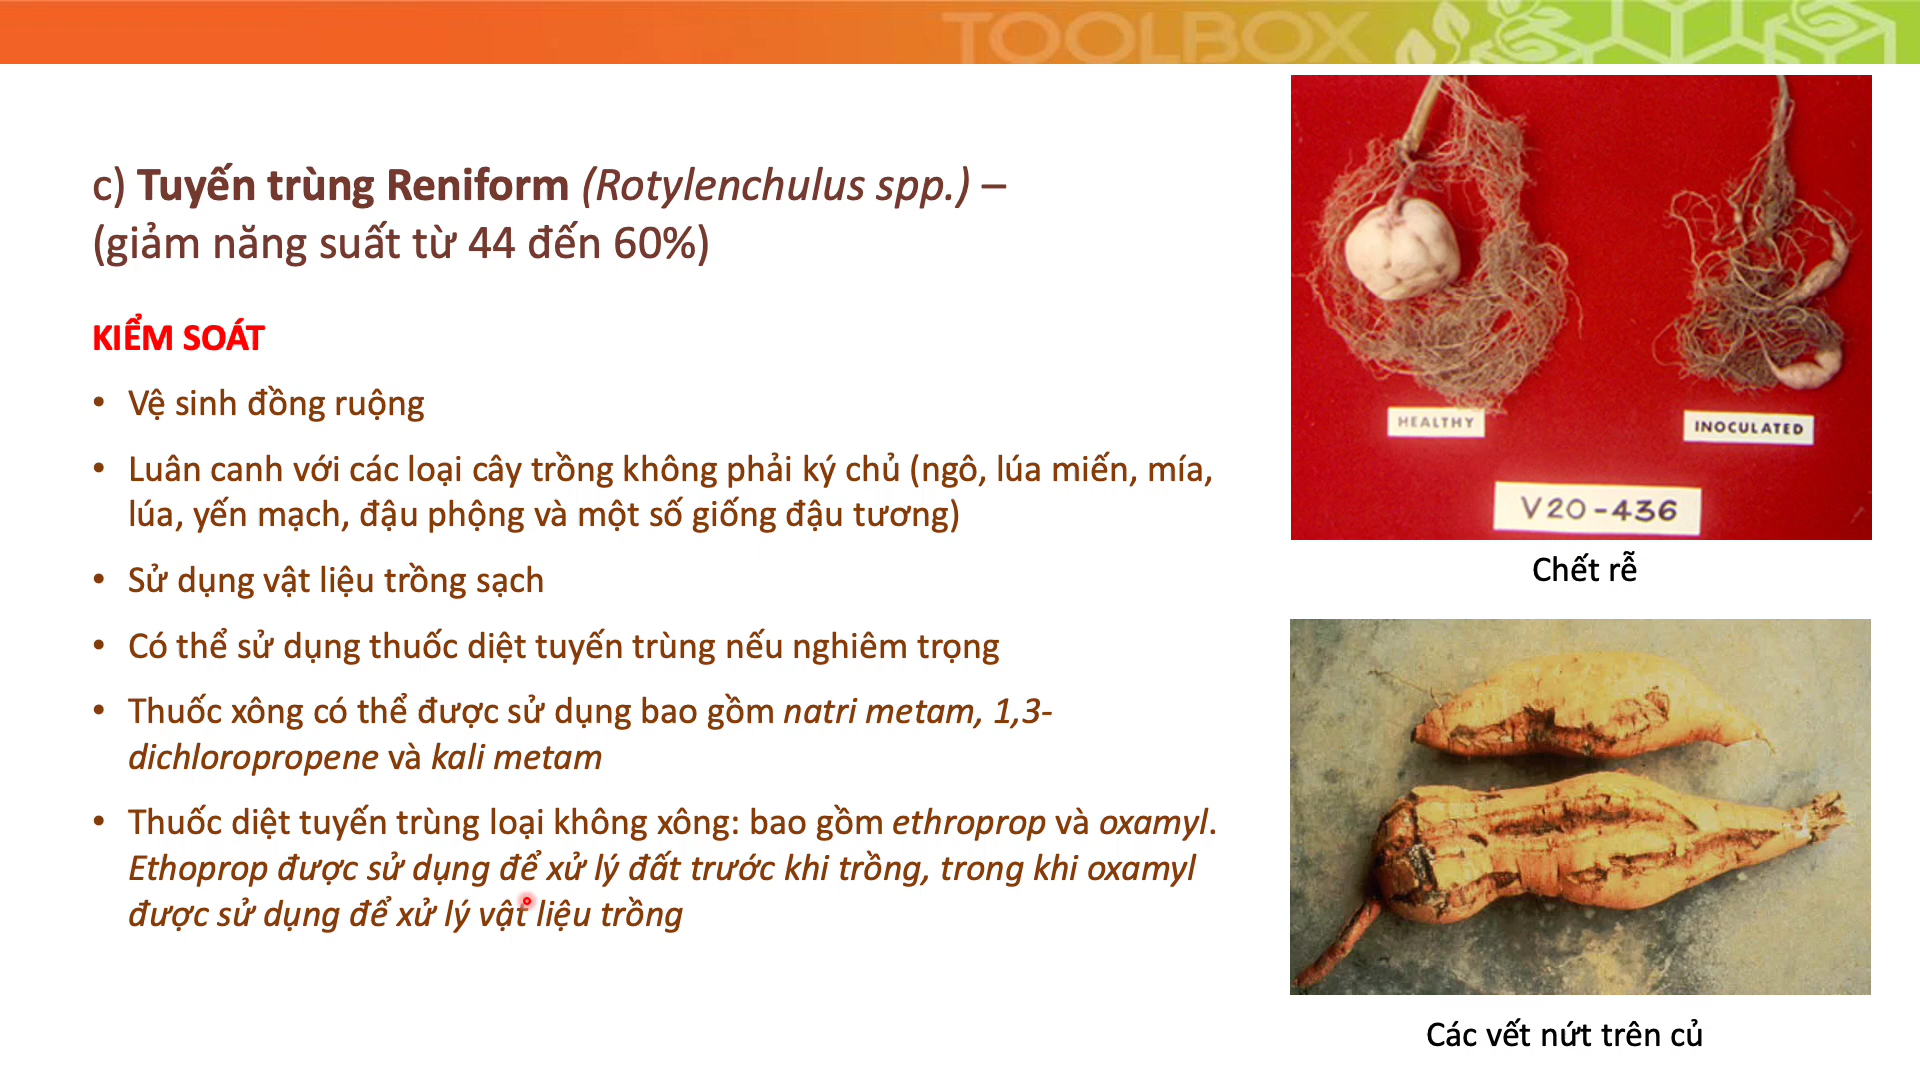 TOOLBOX
c) Tuyến trùng Reniform (Rotylenchulus spp.) –
(giảm năng suất từ 44 đến 60%)
KIỂM SOÁT
• Vệ sinh đồng ruộng
• Luân canh với các loại cây trồng không phải ký chủ (ngô, lúa miến, mía,
lúa, yến mạch, đậu phộng và một số giống đậu tương)
• Sử dụng vật liệu trồng sạch
• Có thể sử dụng thuốc diệt tuyến trùng nếu nghiêm trọng
• Thuốc xông có thể được sử dụng bao gồm natri metam, 1,3-
dichloropropene và kali metam
• Thuốc diệt tuyến trùng loại không xông: bao gồm ethroprop và oxamyl.
Ethoprop được sử dụng để xử lý đất trước khi trồng, trong khi oxamyl
được sử dụng để xử lý vật liệu trồng
HEALTHY
INOCULATED
V20-436
Chết rễ
Các vết nứt trên củ